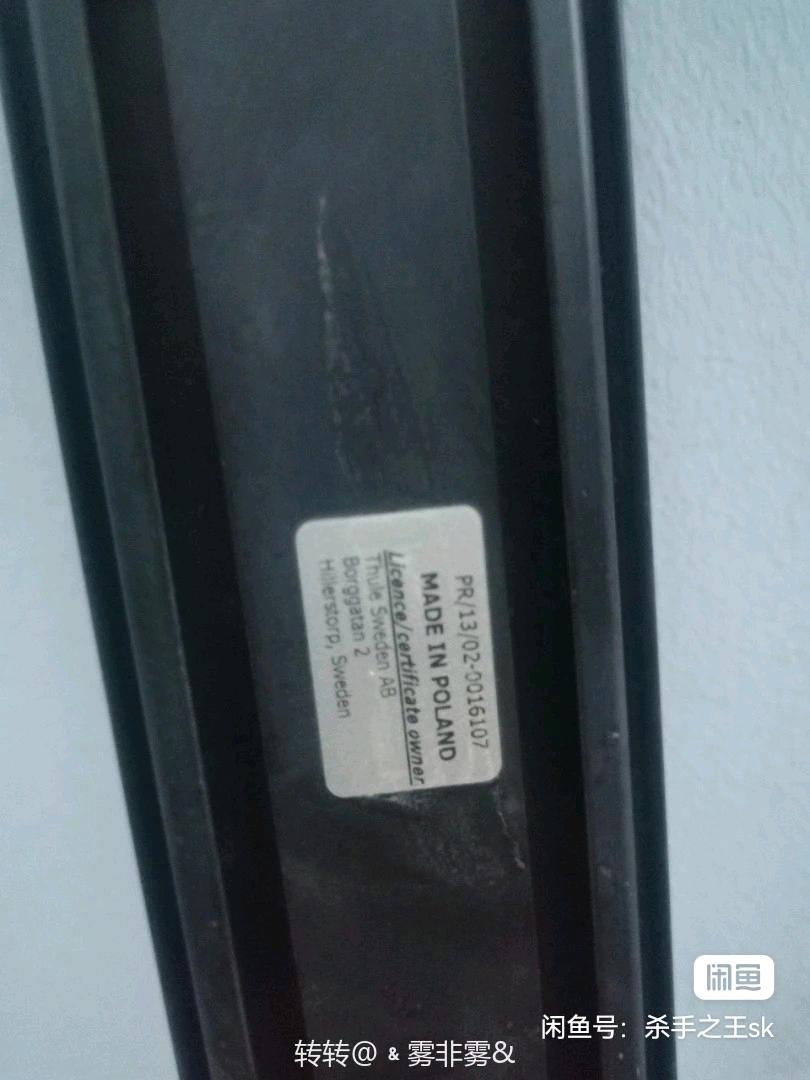 PR/13/02-0016107
MADE IN POLAND
Licence/certificate owner
Thule Sweden AB
Borggatan 2
Hillerstorp, Sweden
闲鱼
闲鱼号：杀手之王sk
转转@ & 雾非雾&